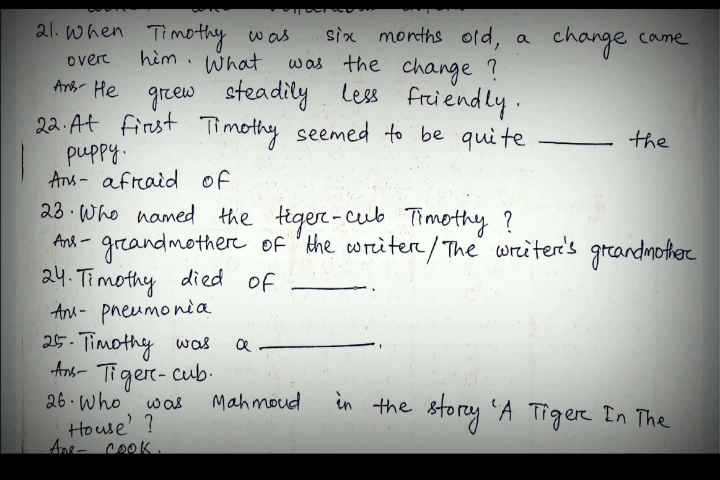 21. When Timothy was six months old, a change came
over him. What was the change?
Ans- He grew steadily less friendly.
22. At first Timothy seemed to be quite ______ the
puppy.
Ans- afraid of
23. Who named the tiger-cub Timothy?
Ans- grandmother of the writer/The writer's grandmother
24. Timothy died of ______.
Ans- pneumonia
25. Timothy was a ________.
Ans- Tiger-cub.
26. Who was Mahmoud in the story 'A Tiger In The
House'?
Ans- cook.